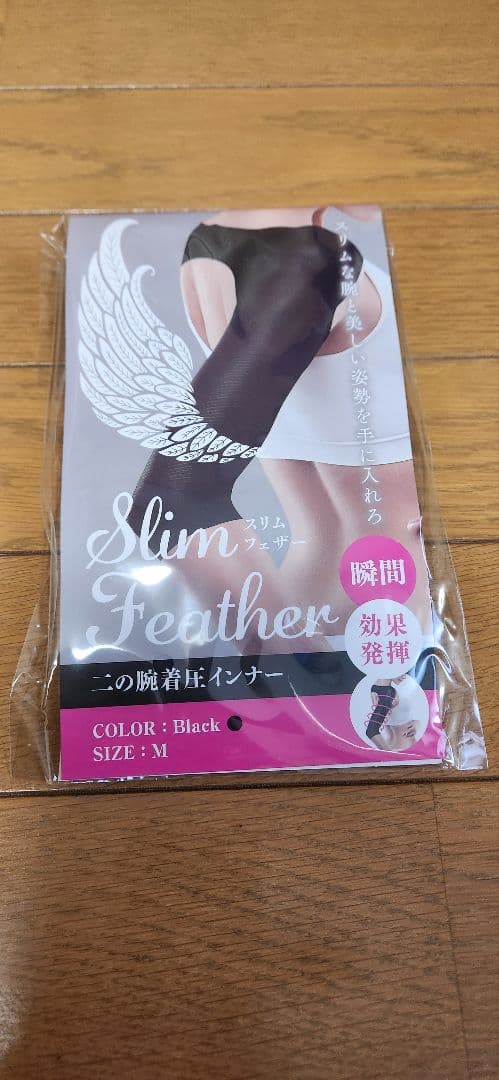 スリムな腕と美しい姿勢を手に入れろ
Slim
スリム
フェザー
Feather
瞬間
効果
発揮
二の腕着圧インナー
COLOR：Black ●
SIZE：M